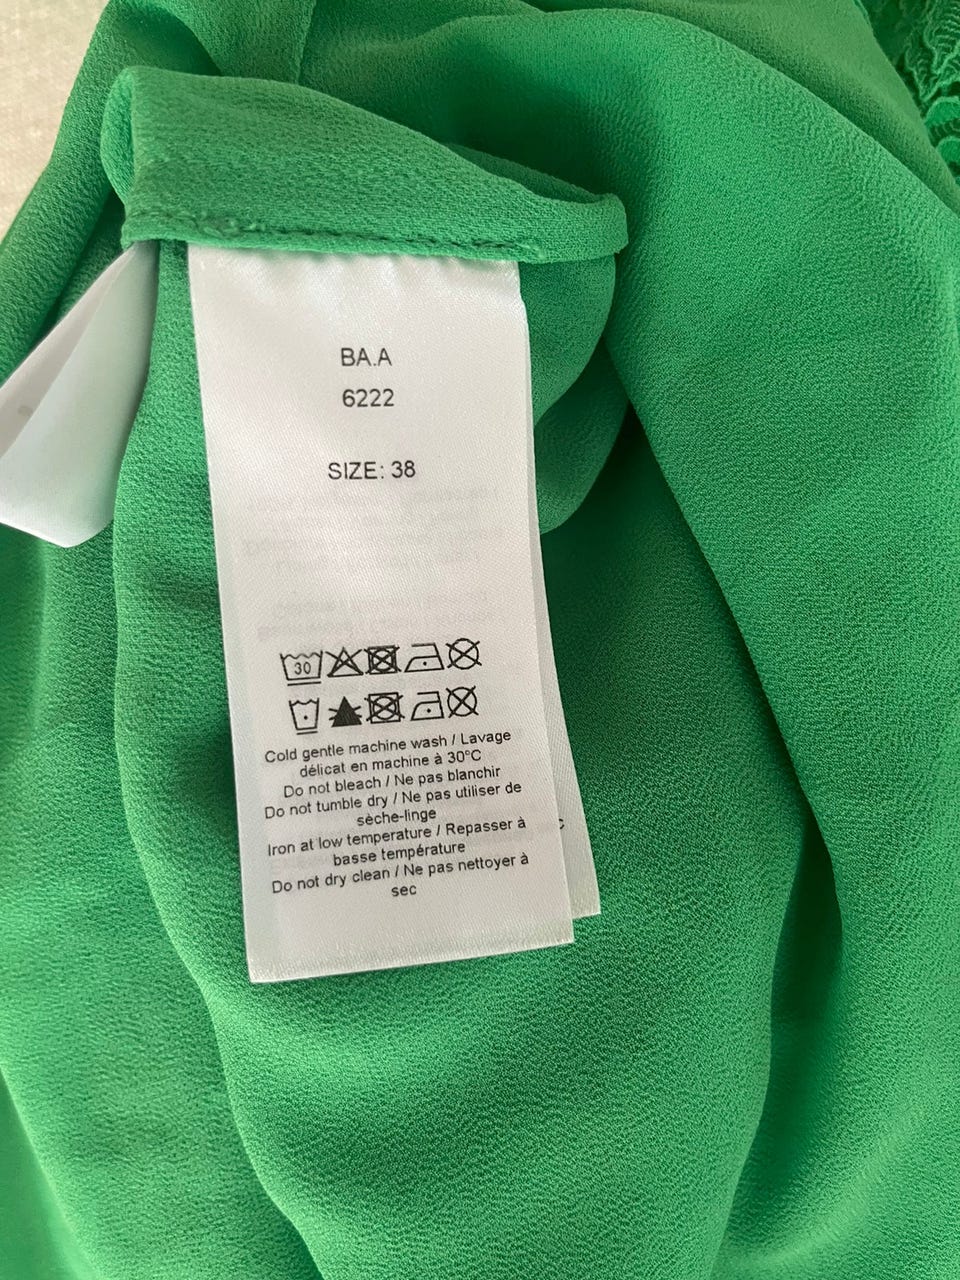 BA.A
6222
SIZE: 38
30
Cold gentle machine wash / Lavage
délicat en machine à 30°C
Do not bleach / Ne pas blanchir
Do not tumble dry / Ne pas utiliser de
sèche-linge
Iron at low temperature / Repasser à
basse température
Do not dry clean / Ne pas nettoyer à
sec